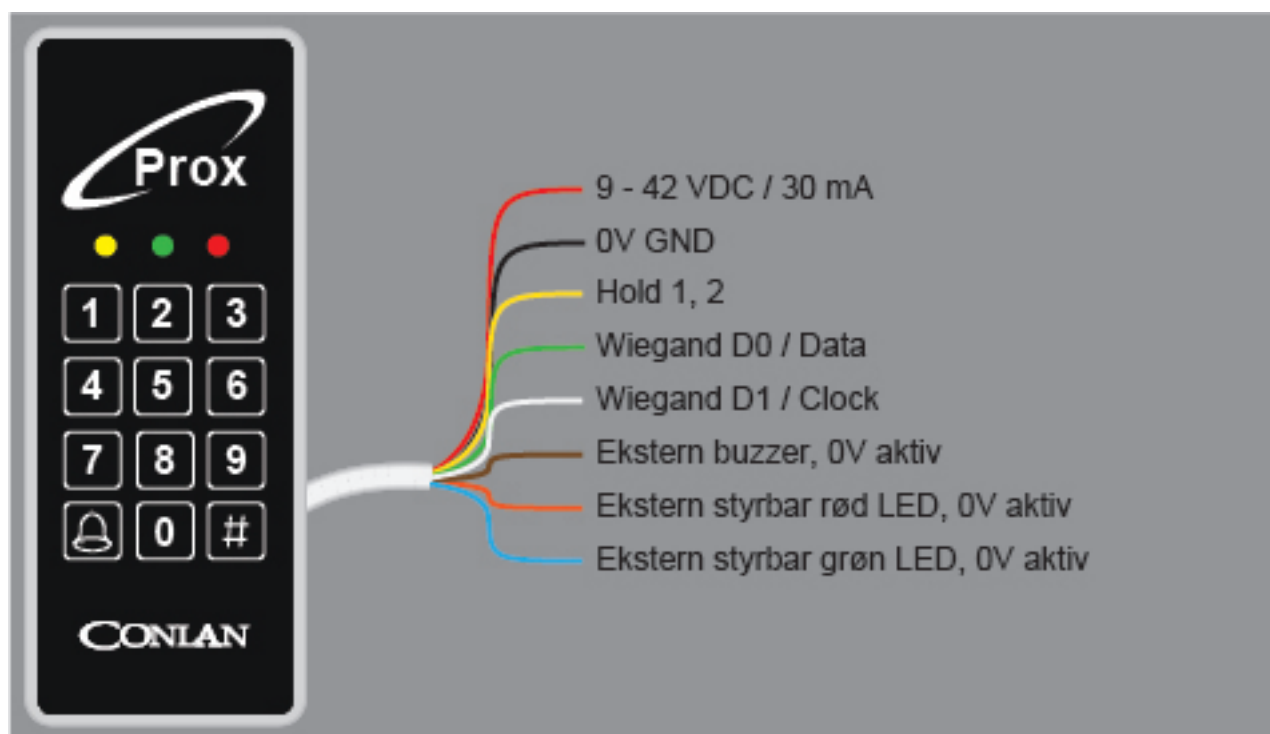 Prox
1 2 3
4 5 6
7 8 9
0 #
CONLAN
9 - 42 VDC / 30 mA
0V GND
Hold 1, 2
Wiegand D0 / Data
Wiegand D1 / Clock
Ekstern buzzer, 0V aktiv
Ekstern styrbar rød LED, 0V aktiv
Ekstern styrbar grøn LED, 0V aktiv